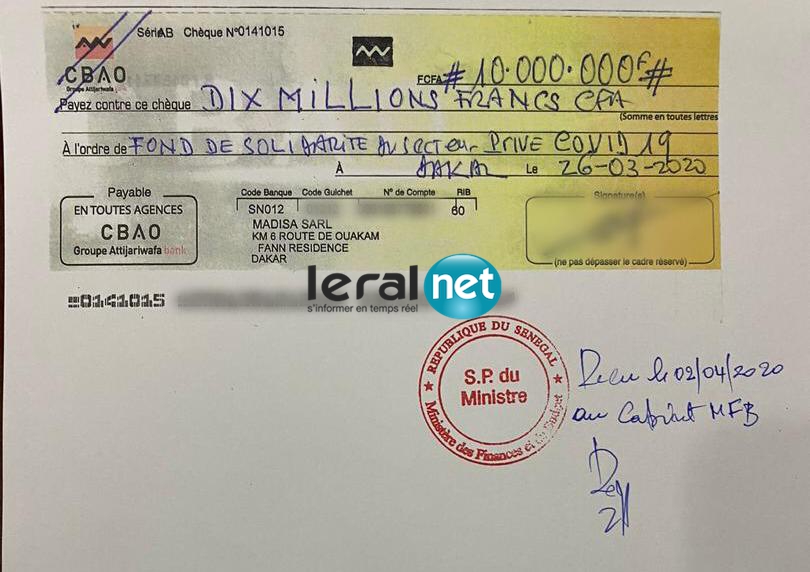 Série AB Chèque N°0141015
CBAO
Groupe Attijariwafa
FCFA # 10.000.000F #
Payez contre ce chèque DIX MILLIONS FRANCS CFA
(Somme en toutes lettres
À l'ordre de FOND DE SOLIDARITE AU SECTEUR PRIVE COVID 19
À DAKAR Le 26-03-2020
Payable
EN TOUTES AGENCES
CBAO
Groupe Attijariwafa bank
Code Banque Code Guichet N° de Compte RIB
SN012 60
MADISA SARL
KM 6 ROUTE DE OUAKAM
FANN RESIDENCE
DAKAR
Signature(s)
(ne pas dépasser le cadre réservé)
0141015
leral net
s'informer en temps réel
REPUBLIQUE DU SENEGAL
S.P. du
Ministre
Ministère des Finances et du Budget
Reçu le 02/04/2020
au Cabinet MFB